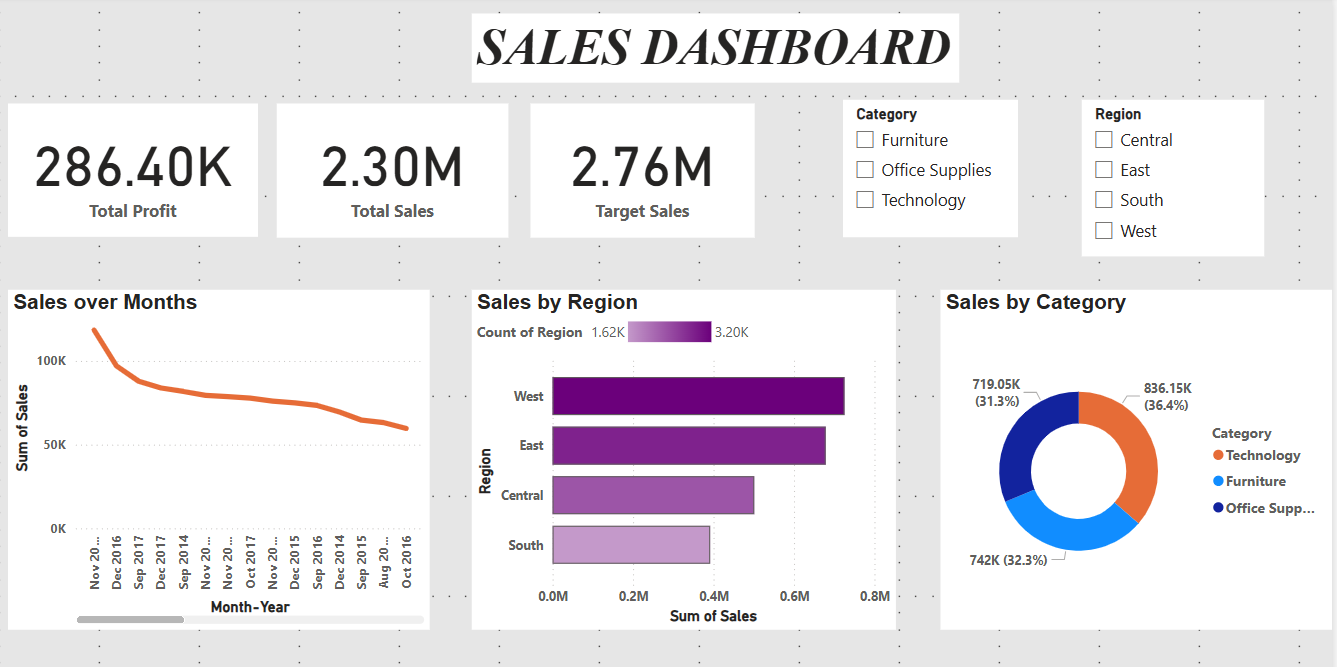 SALES DASHBOARD
286.40K
Total Profit
2.30M
Total Sales
2.76M
Target Sales
Category
Furniture
Office Supplies
Technology
Region
Central
East
South
West
Sales over Months
Sum of Sales
100K
50K
0K
Nov 20...
Dec 2016
Sep 2017
Dec 2017
Sep 2014
Nov 20...
Nov 20...
Oct 2017
Nov 20...
Dec 2015
Sep 2016
Dec 2014
Sep 2015
Aug 20...
Oct 2016
Month-Year
Sales by Region
Count of Region 1.62K 3.20K
Region
West
East
Central
South
0.0M 0.2M 0.4M 0.6M 0.8M
Sum of Sales
Sales by Category
719.05K
(31.3%)
836.15K
(36.4%)
742K (32.3%)
Category
Technology
Furniture
Office Supp...